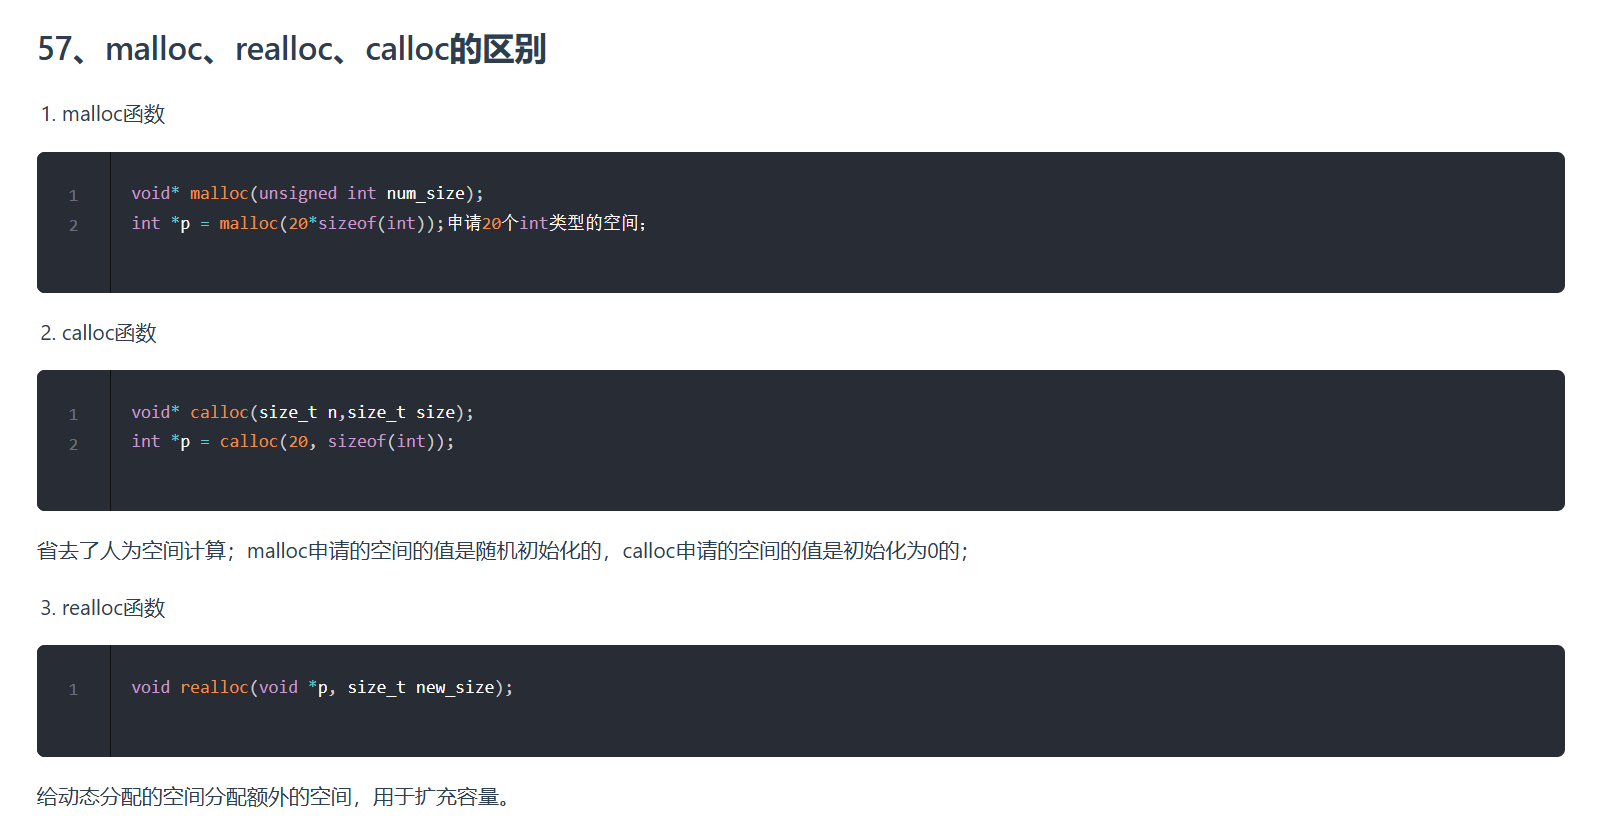 57、malloc、realloc、calloc的区别
1. malloc函数
1 void* malloc(unsigned int num_size);
2 int *p = malloc(20*sizeof(int));申请20个int类型的空间;
2. calloc函数
1 void* calloc(size_t n,size_t size);
2 int *p = calloc(20, sizeof(int));
省去了人为空间计算；malloc申请的空间的值是随机初始化的，calloc申请的空间的值是初始化为0的；
3. realloc函数
1 void realloc(void *p, size_t new_size);
给动态分配的空间分配额外的空间，用于扩充容量。